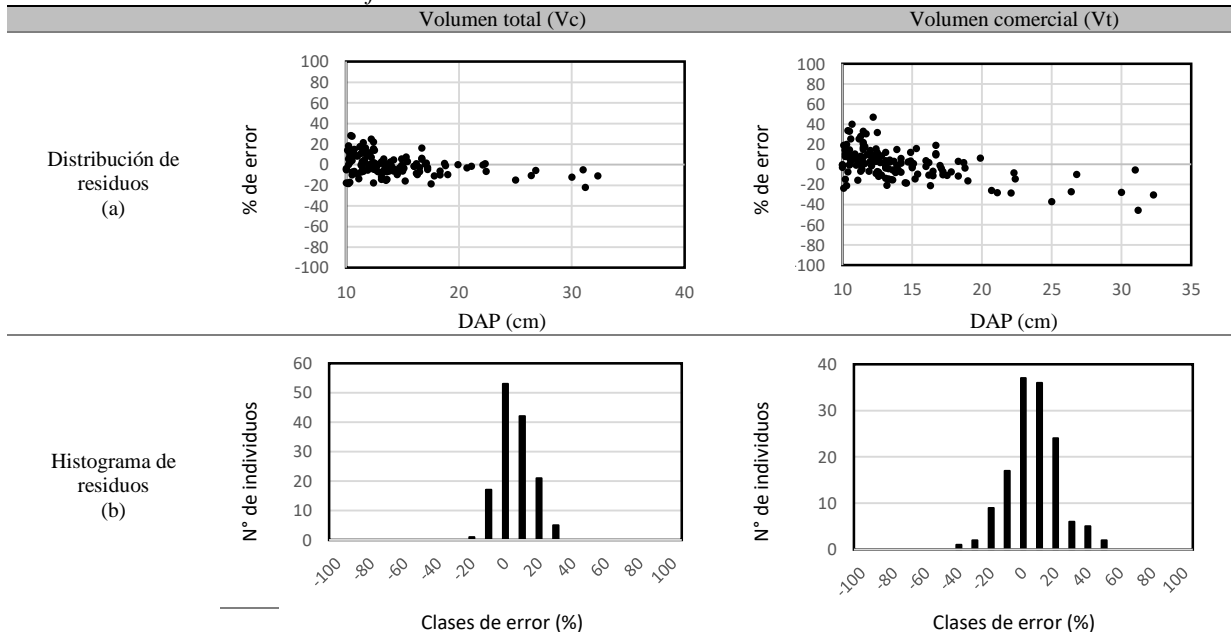 Volumen total (Vc) Volumen comercial (Vt)
Distribución de
residuos
(a)
% de error
100
80
60
40
20
0
-20
-40
-60
-80
-100
10 20 30 40
DAP (cm)
% de error
100
80
60
40
20
0
-20
-40
-60
-80
-100
10 15 20 25 30 35
DAP (cm)
Histograma de
residuos
(b)
N° de individuos
60
50
40
30
20
10
0
-100 -80 -60 -40 -20 0 20 40 60 80 100
Clases de error (%)
N° de individuos
40
30
20
10
0
-100 -80 -60 -40 -20 0 20 40 60 80 100
Clases de error (%)